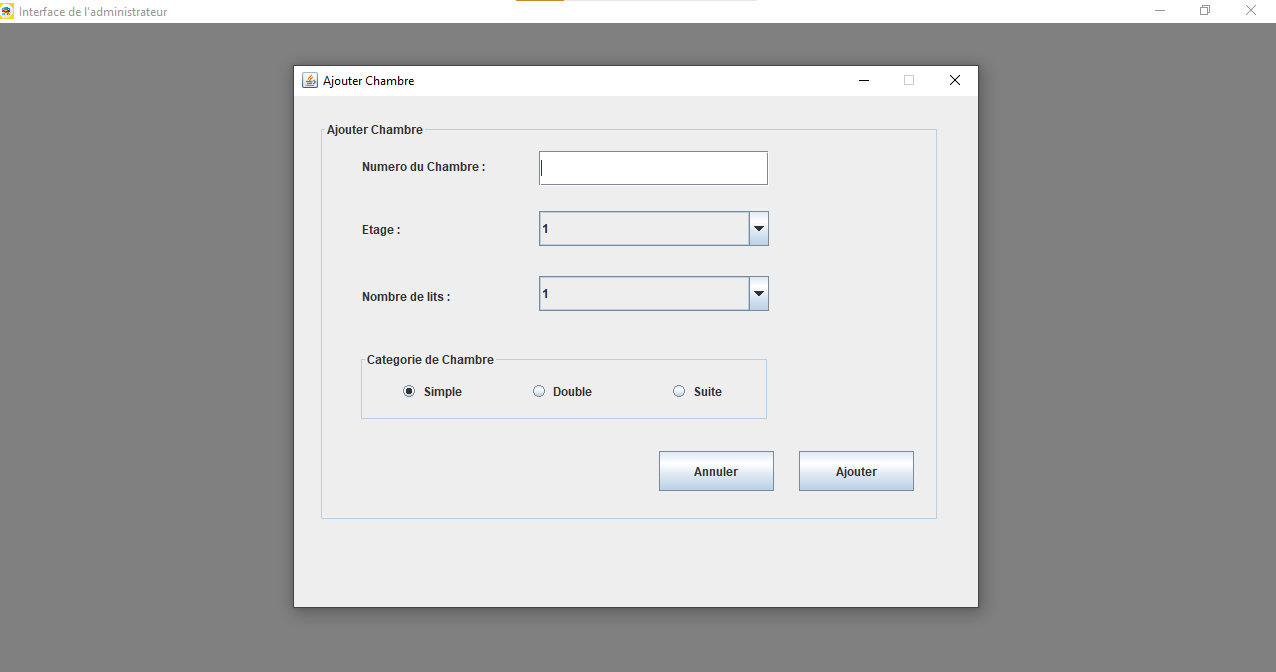 Interface de l'administrateur
Ajouter Chambre
Ajouter Chambre
Numero du Chambre :
Etage :
1
Nombre de lits :
1
Categorie de Chambre
Simple Double Suite
Annuler Ajouter